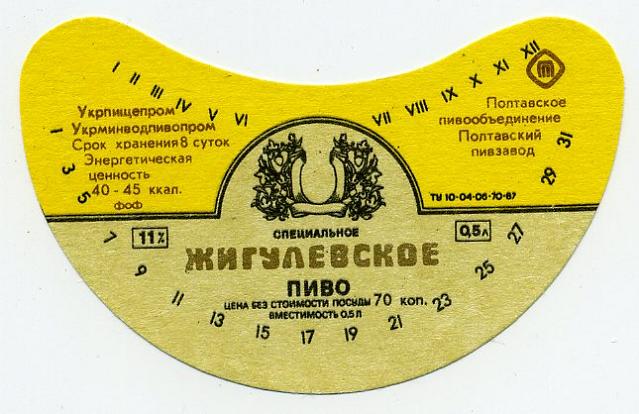 I II III IV V VI VII VIII IX X XI XII
Укрпищепром
Укрминводпивопром
Срок хранения 8 суток
Энергетическая
ценность
40 - 45 ккал.
ФОФ
Полтавское
пивообъединение
Полтавский
пивзавод
ТУ 10-04-06-70-87
11%
СПЕЦИАЛЬНОЕ
0,5 л
ЖИГУЛЕВСКОЕ
ПИВО
ЦЕНА БЕЗ СТОИМОСТИ ПОСУДЫ 70 КОП.
ВМЕСТИМОСТЬ 0,5 Л
1 3 5 7 9 11 13 15 17 19 21 23 25 27 29 31